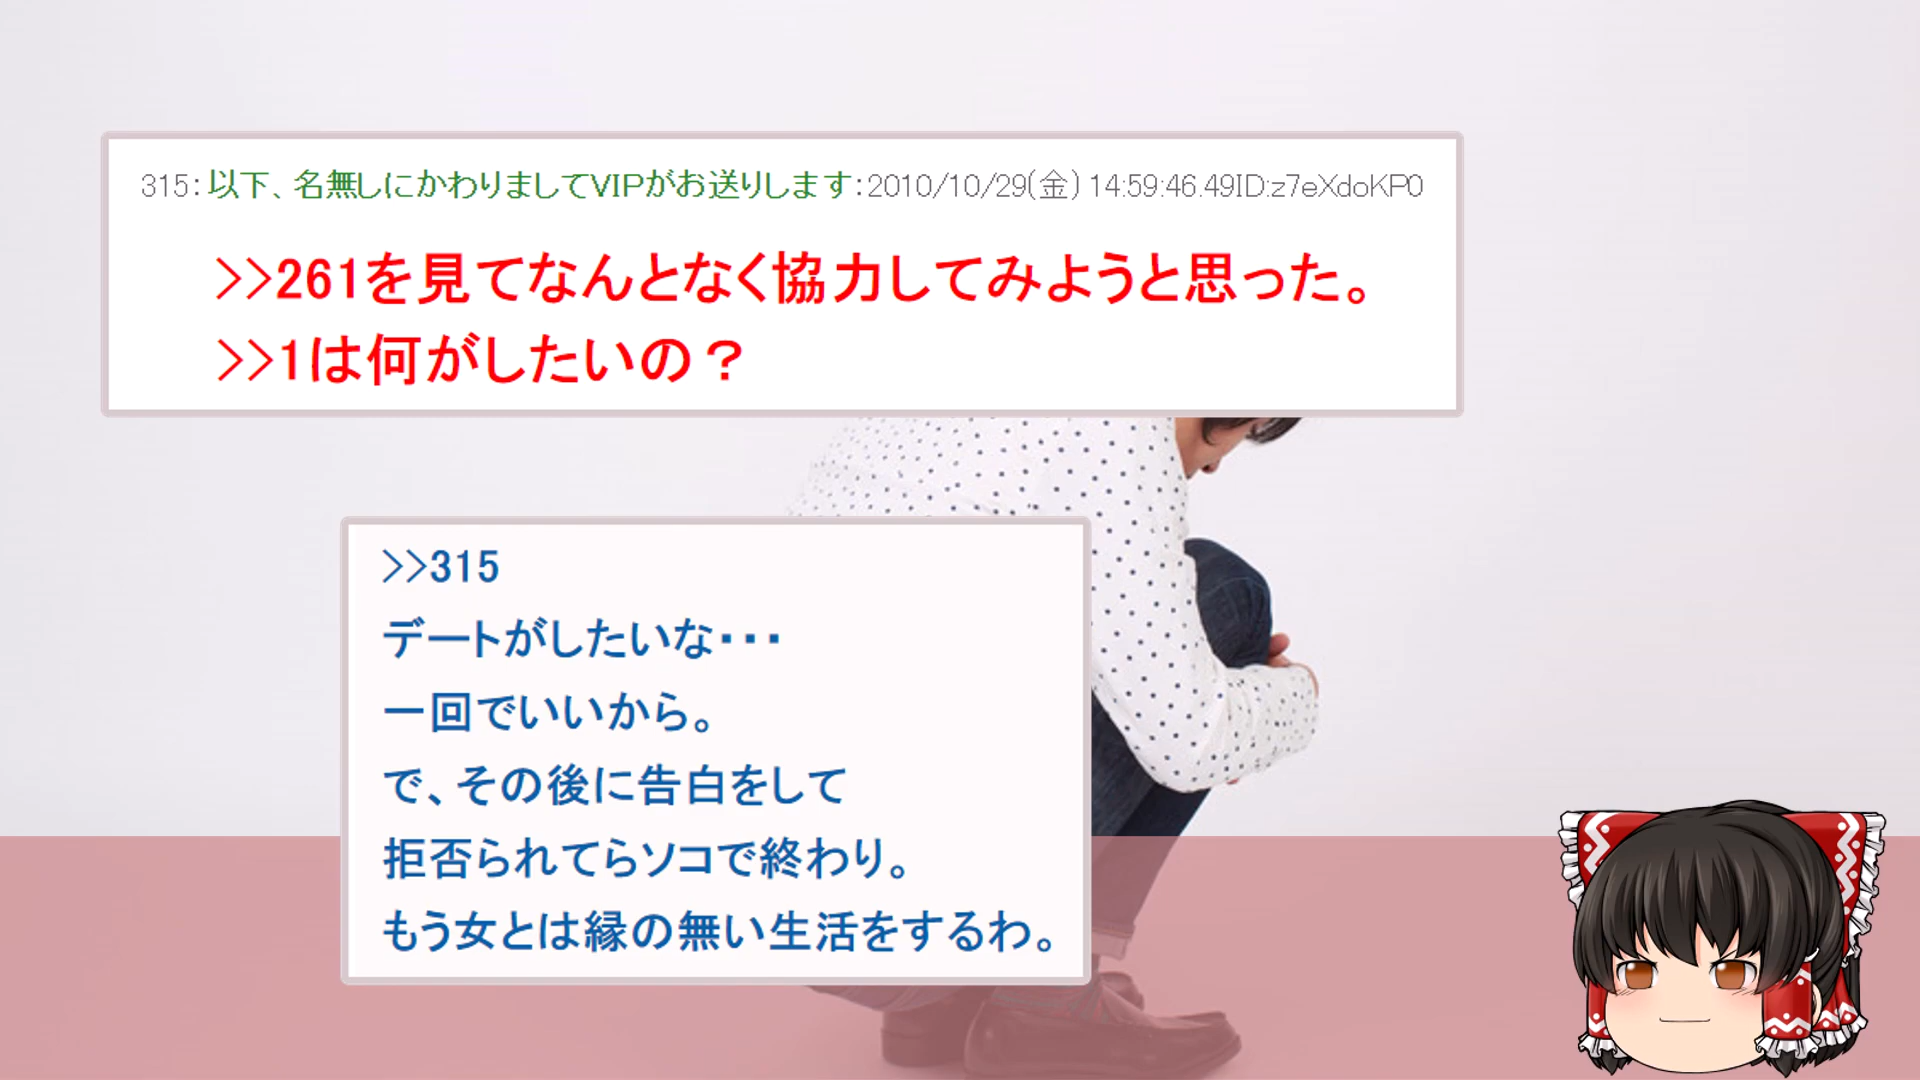 315：以下、名無しにかわりましてVIPがお送りします：2010/10/29(金) 14:59:46.49ID:z7eXdoKP0
>>261を見てなんとなく協力してみようと思った。
>>1は何がしたいの？
>>315
デートがしたいな･･･
一回でいいから。
で、その後に告白をして
拒否られてらソコで終わり。
もう女とは縁の無い生活をするわ。